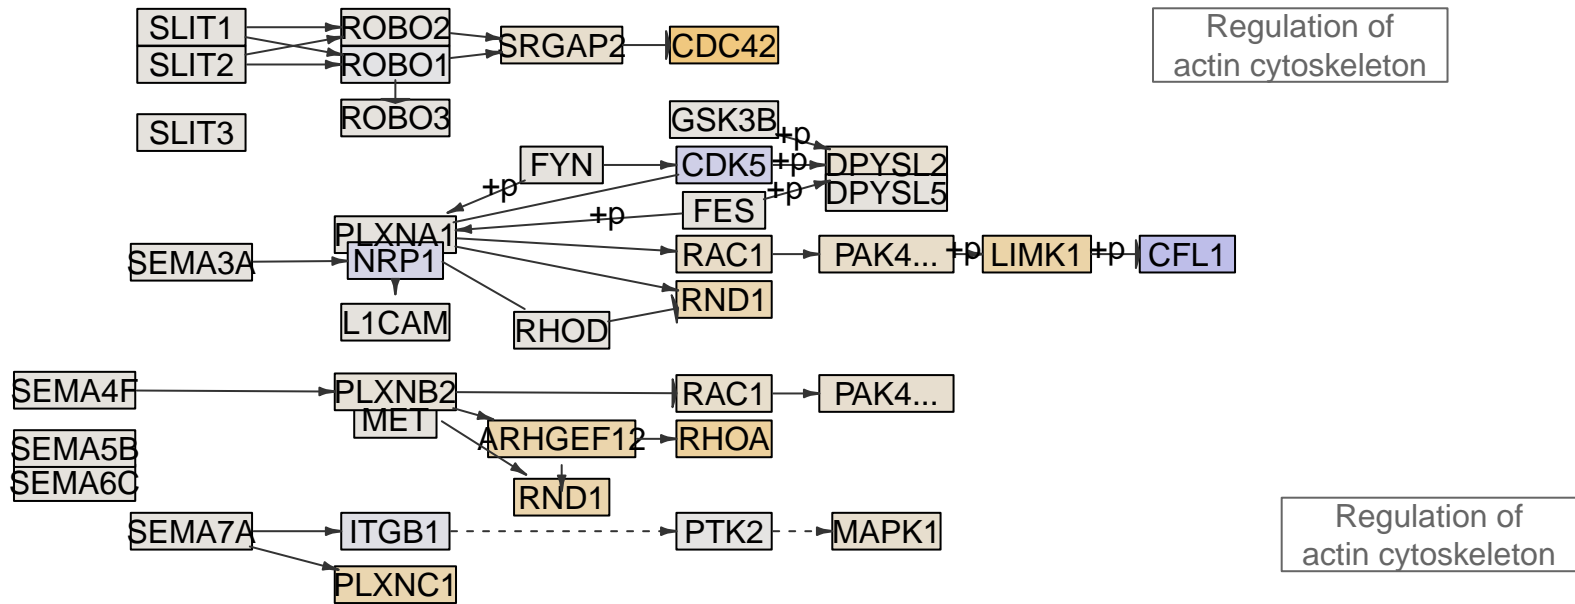 SLIT1
ROBO2
Regulation of
actin cytoskeleton
SLIT2
ROBO1
SRGAP2
CDC42
SLIT3
ROBO3
GSK3B
+p
FYN
CDK5
+p
DPYSL2
+p
+p
DPYSL5
FES
+p
PLXNA1
SEMA3A
NRP1
RAC1
PAK4...
+p
LIMK1
+p
CFL1
RND1
L1CAM
RHOD
SEMA4F
PLXNB2
RAC1
PAK4...
MET
ARHGEF12
RHOA
SEMA5B
SEMA6C
RND1
SEMA7A
ITGB1
PTK2
MAPK1
Regulation of
actin cytoskeleton
PLXNC1